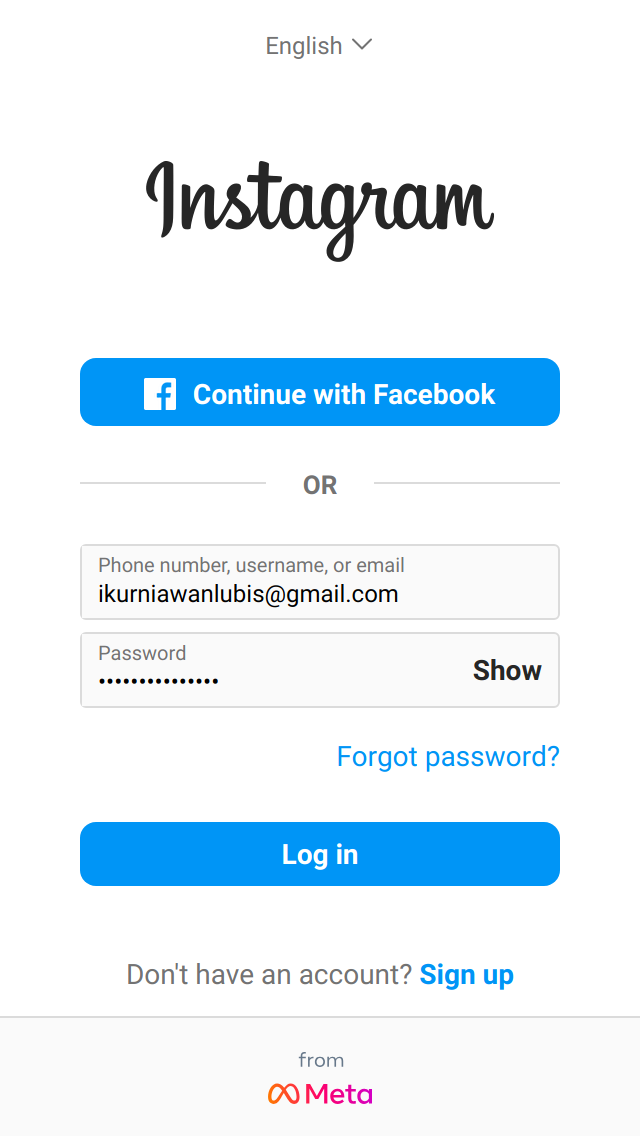 English
Instagram
Continue with Facebook
OR
Phone number, username, or email
ikurniawanlubis@gmail.com
Password
•••••••••••••••
Show
Forgot password?
Log in
Don't have an account? Sign up
from
Meta